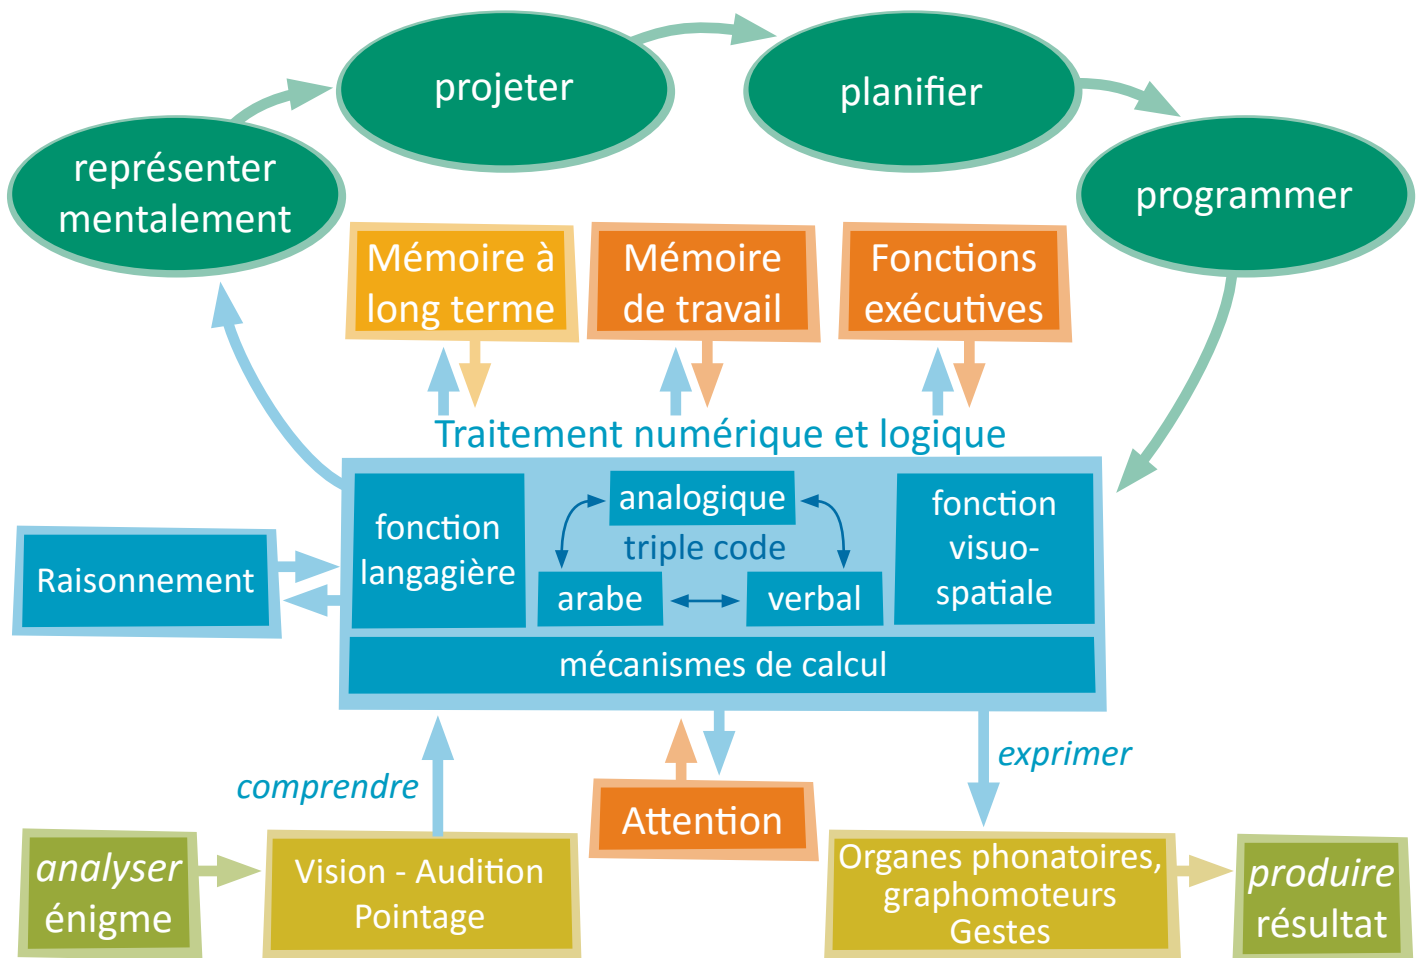 projeter
planifier
représenter
mentalement
programmer
Mémoire à
long terme
Mémoire
de travail
Fonctions
exécutives
Traitement numérique et logique
fonction
langagière
analogique
triple code
arabe
verbal
fonction
visuo-
spatiale
Raisonnement
mécanismes de calcul
comprendre
exprimer
Attention
analyser
énigme
Vision - Audition
Pointage
Organes phonatoires,
graphomoteurs
Gestes
produire
résultat